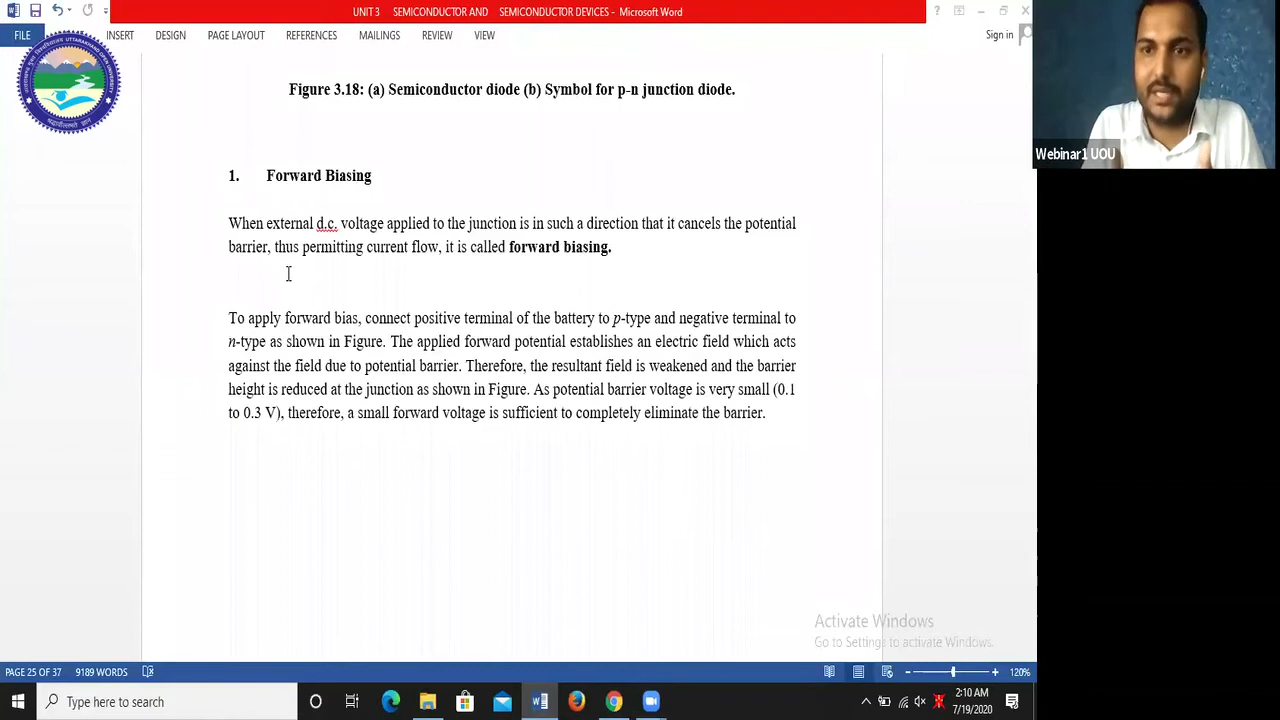 UNIT 3 SEMICONDUCTOR AND SEMICONDUCTOR DEVICES - Microsoft Word
FILE INSERT DESIGN PAGE LAYOUT REFERENCES MAILINGS REVIEW VIEW Sign in
Figure 3.18: (a) Semiconductor diode (b) Symbol for p-n junction diode.
Webinar1 UOU
1. Forward Biasing
When external d.c. voltage applied to the junction is in such a direction that it cancels the potential
barrier, thus permitting current flow, it is called forward biasing.
To apply forward bias, connect positive terminal of the battery to p-type and negative terminal to
n-type as shown in Figure. The applied forward potential establishes an electric field which acts
against the field due to potential barrier. Therefore, the resultant field is weakened and the barrier
height is reduced at the junction as shown in Figure. As potential barrier voltage is very small (0.1
to 0.3 V), therefore, a small forward voltage is sufficient to completely eliminate the barrier.
Activate Windows
Go to Settings to activate Windows.
PAGE 25 OF 37 9189 WORDS 120%
Type here to search
2:10 AM
7/19/2020